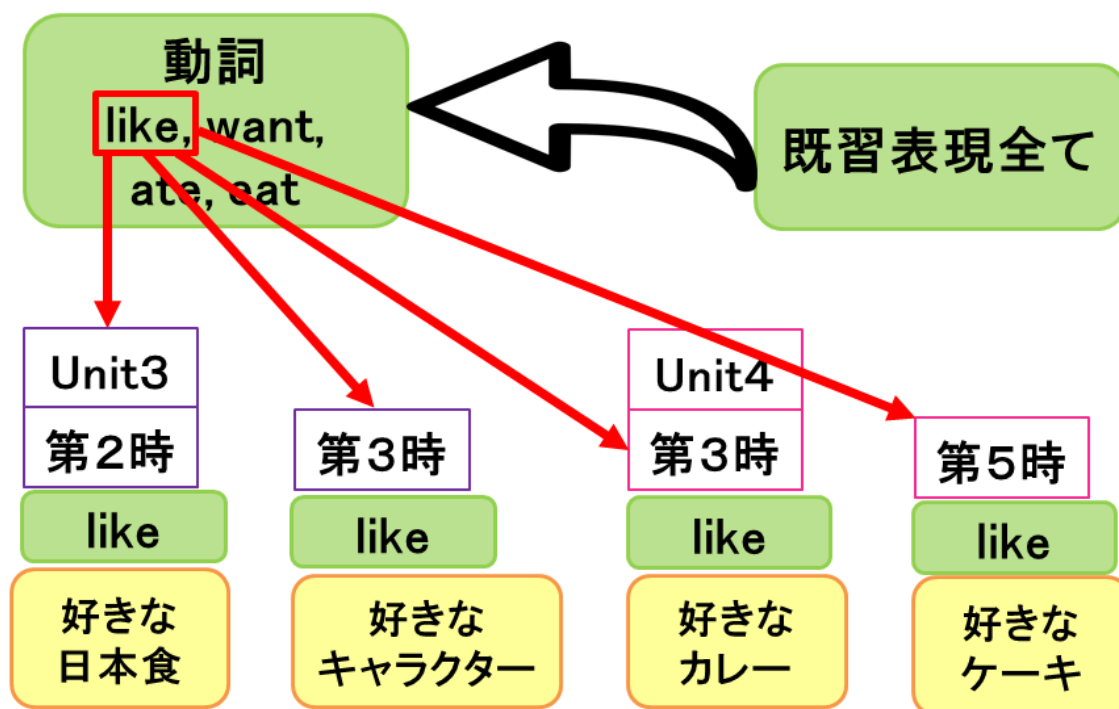 動詞
like, want,
ate, eat
既習表現全て
Unit3
第2時
like
好きな
日本食
第3時
like
好きな
キャラクター
Unit4
第3時
like
好きな
カレー
第5時
like
好きな
ケーキ